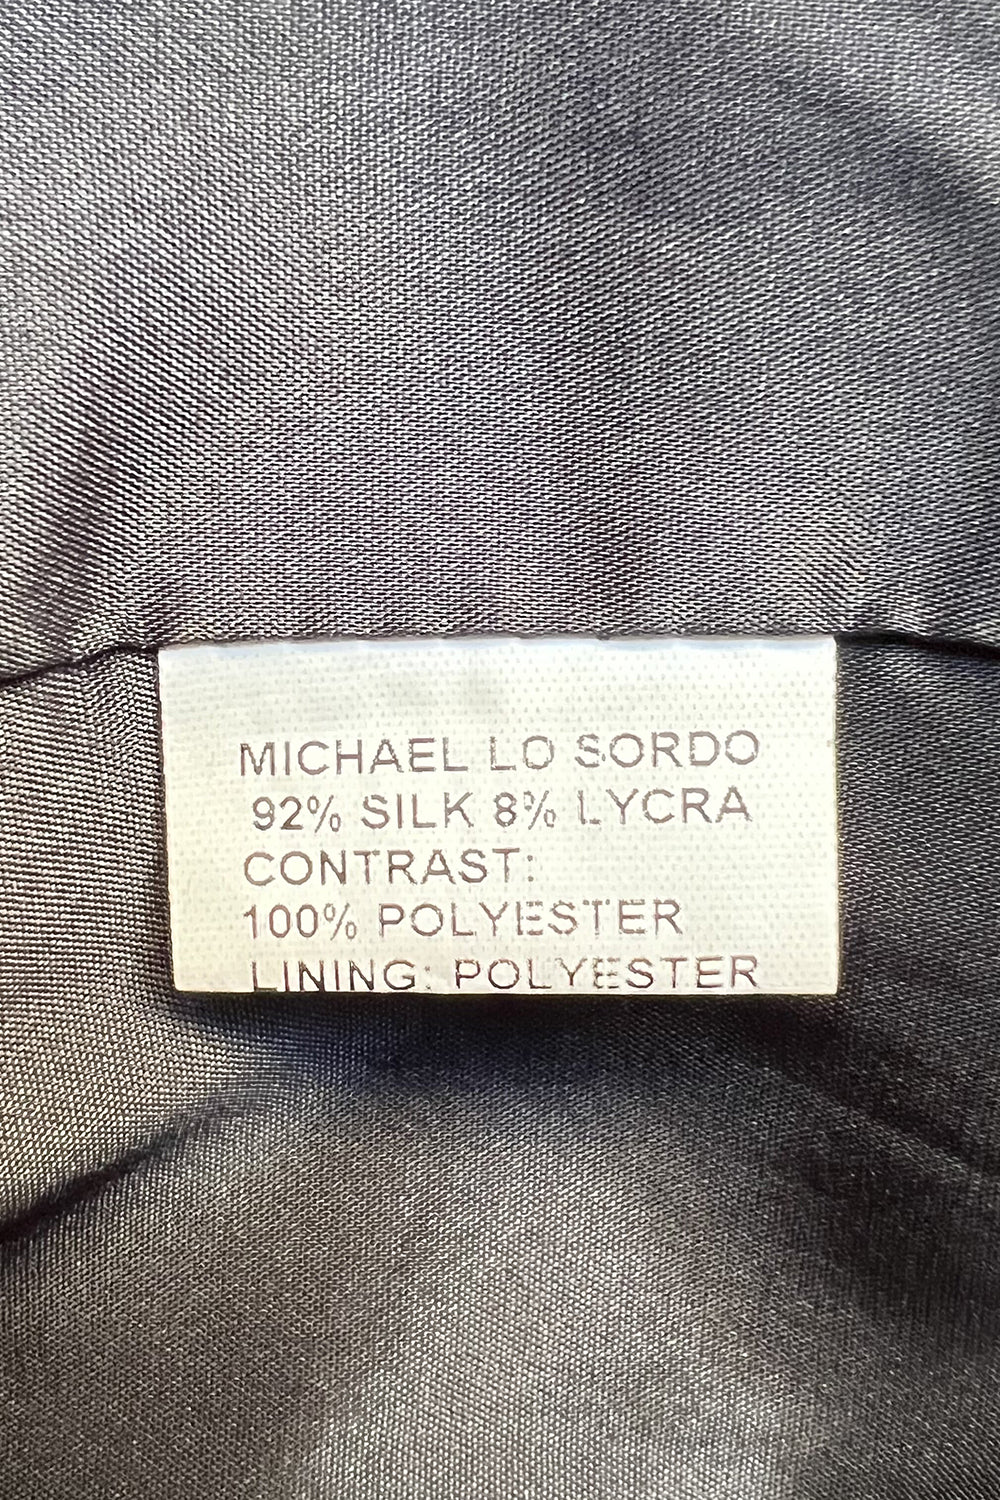 MICHAEL LO SORDO
92% SILK 8% LYCRA
CONTRAST:
100% POLYESTER
LINING: POLYESTER